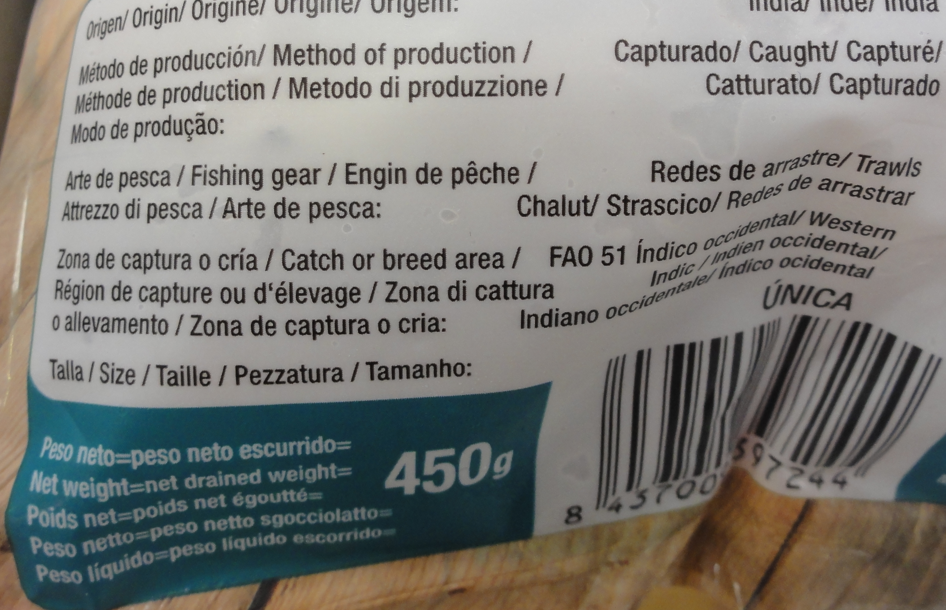 Origen/ Origin/ Origine/ Origine/ Origem:
India/ Inde/ India
Método de producción/ Method of production / Capturado/ Caught/ Capturé/
Méthode de production / Metodo di produzzione / Catturato/ Capturado
Modo de produção:
Arte de pesca / Fishing gear / Engin de pêche / Redes de arrastre/ Trawls
Attrezzo di pesca / Arte de pesca: Chalut/ Strascico/ Redes de arrastrar
Zona de captura o cría / Catch or breed area / FAO 51 Índico occidental/ Western
Région de capture ou d'élevage / Zona di cattura Indic / Indien occidental/
o allevamento / Zona de captura o cria: Indiano occidentale/ Índico ocidental
Talla / Size / Taille / Pezzatura / Tamanho: ÚNICA
Peso neto=peso neto escurrido=
Net weight=net drained weight=
Poids net=poids net égoutté=
Peso netto=peso netto sgocciolatto=
Peso líquido=peso líquido escorrido=
450g
8 43700 597244